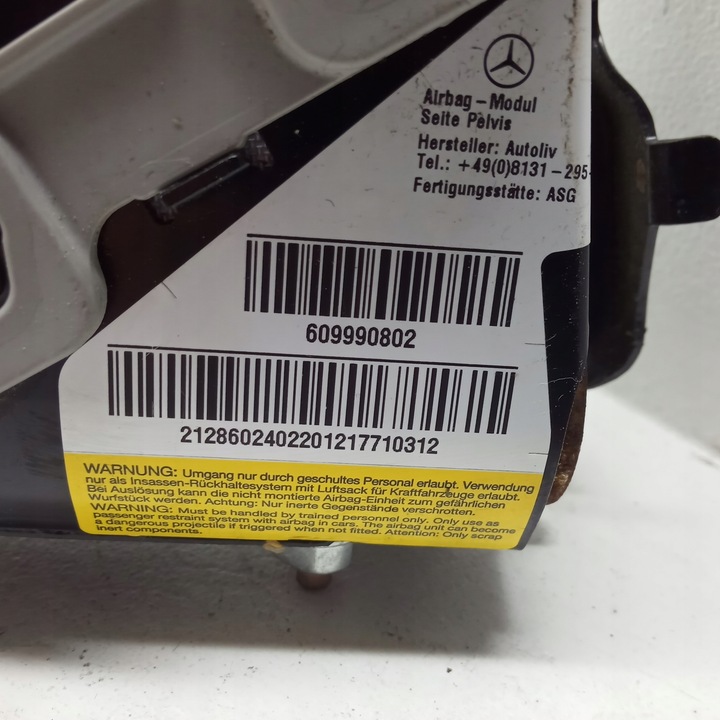 Airbag-Modul
Seite Pelvis
Hersteller: Autoliv
Tel.: +49(0)8131-295-
Fertigungsstätte: ASG
609990802
2128602402201217710312
WARNUNG: Umgang nur durch geschultes Personal erlaubt. Verwendung
nur als Insassen-Rückhaltesystem mit Luftsack für Kraftfahrzeuge erlaubt.
Bei Auslösung kann die nicht montierte Airbag-Einheit zum gefährlichen
Wurfstück werden. Achtung: Nur inerte Gegenstände verschrotten.
WARNING: Must be handled by trained personnel only. Only use as
passenger restraint system with airbag in cars. The airbag unit can become
a dangerous projectile if triggered when not fitted. Attention: Only scrap
inert components.